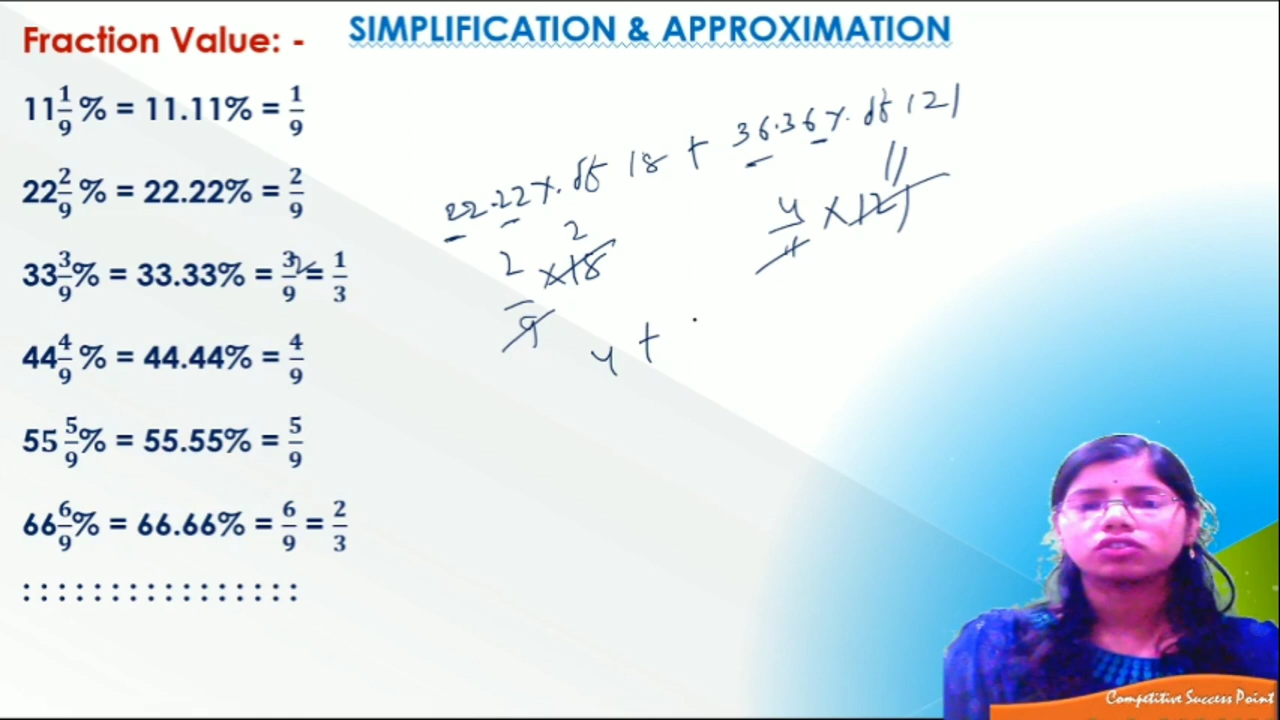 SIMPLIFICATION & APPROXIMATION
Fraction Value: -
11 1/9 % = 11.11% = 1/9
22 2/9 % = 22.22% = 2/9
33 3/9 % = 33.33% = 3/9 = 1/3
44 4/9 % = 44.44% = 4/9
55 5/9 % = 55.55% = 5/9
66 6/9 % = 66.66% = 6/9 = 2/3
: : : : : : : : : : : : : : : :
22.22% of 18 + 36.36% of 121
2/9 × 18 2
4/11 × 121 11
4 +
Competitive Success Point